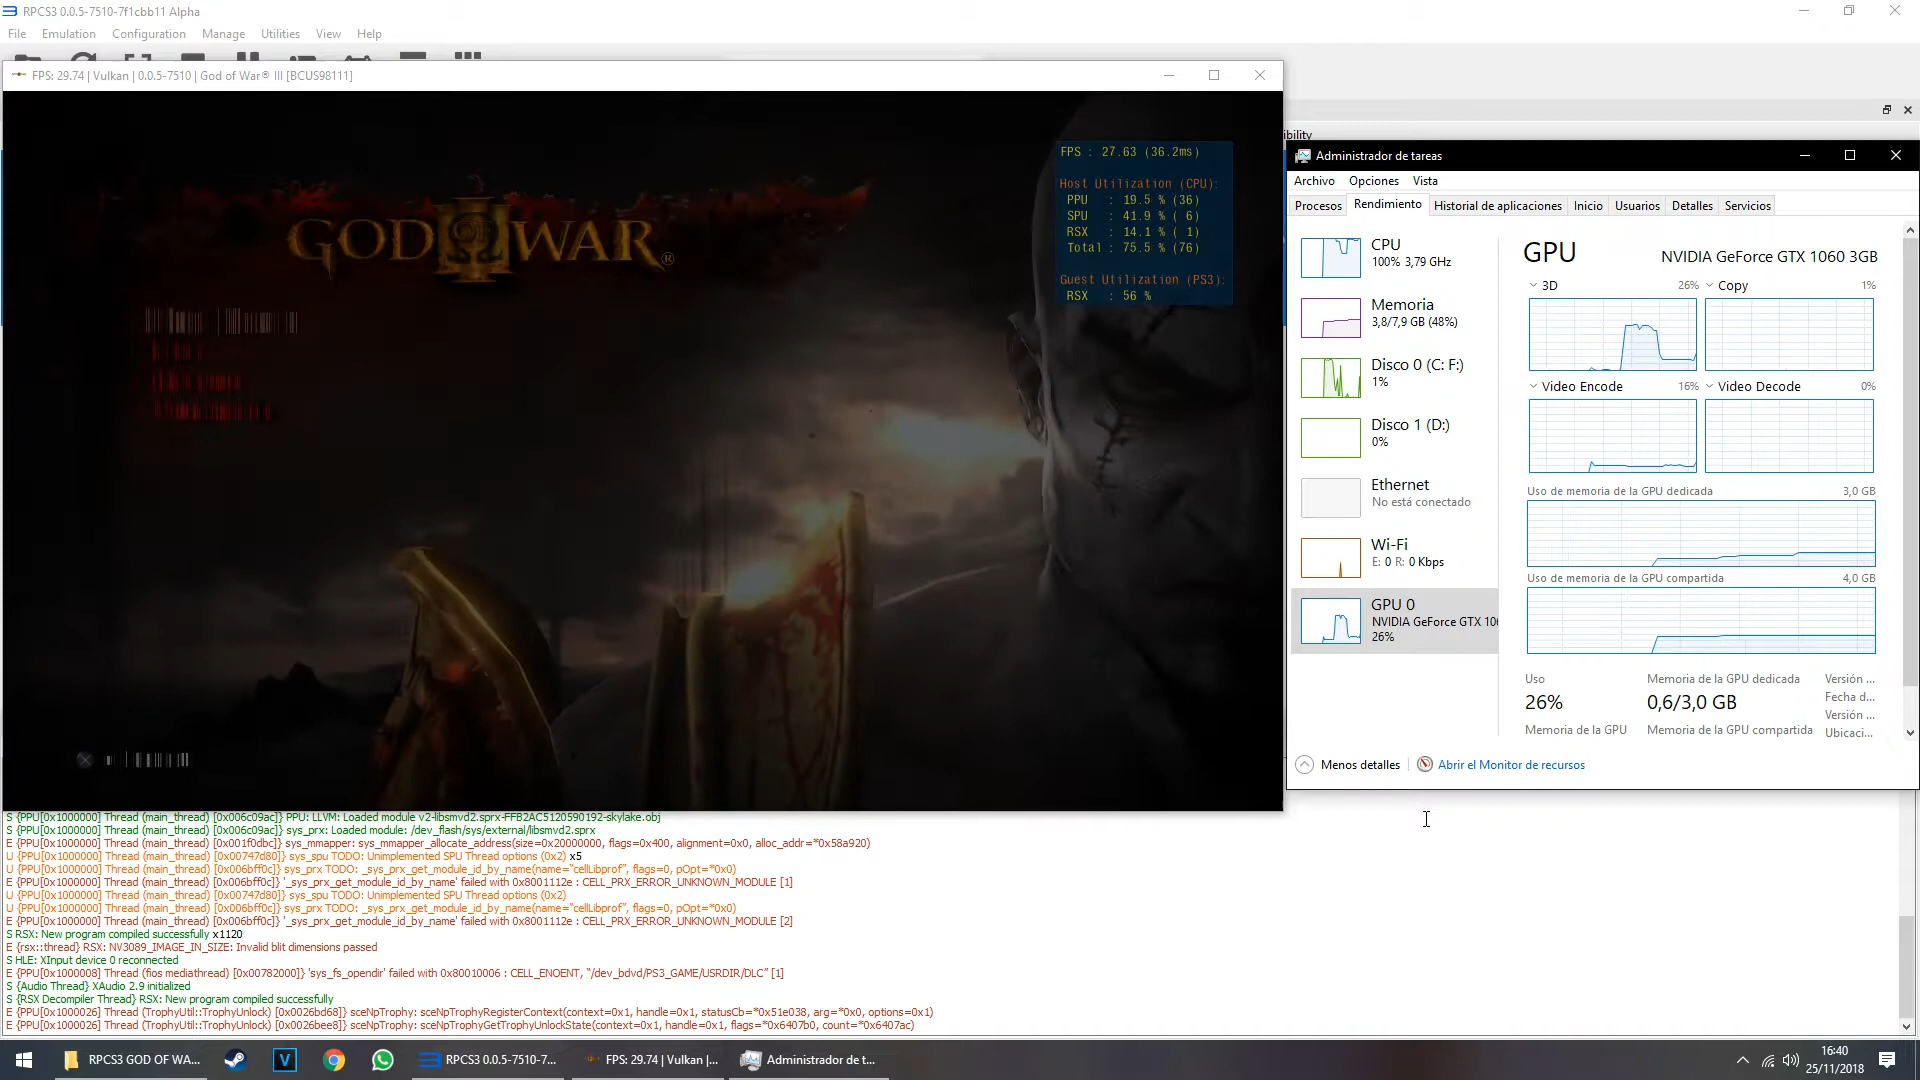 RPCS3 0.0.5-7510-7f1cbb11 Alpha
File Emulation Configuration Manage Utilities View Help
FPS: 29.74 | Vulkan | 0.0.5-7510 | God of War® III [BCUS98111]
GOD III WAR®
FPS : 27.63 (36.2ms)
Host Utilization (CPU):
PPU : 19.5 % (36)
SPU : 41.9 % ( 6)
RSX : 14.1 % ( 1)
Total : 75.5 % (76)
Guest Utilization (PS3):
RSX : 56 %
ibility
Administrador de tareas
Archivo Opciones Vista
Procesos Rendimiento Historial de aplicaciones Inicio Usuarios Detalles Servicios
CPU
100% 3,79 GHz
Memoria
3,8/7,9 GB (48%)
Disco 0 (C: F:)
1%
Disco 1 (D:)
0%
Ethernet
No está conectado
Wi-Fi
E: 0 R: 0 Kbps
GPU 0
NVIDIA GeForce GTX 10
26%
GPU NVIDIA GeForce GTX 1060 3GB
3D 26% Copy 1%
Video Encode 16% Video Decode 0%
Uso de memoria de la GPU dedicada 3,0 GB
Uso de memoria de la GPU compartida 4,0 GB
Uso Memoria de la GPU dedicada Versión ...
26% 0,6/3,0 GB Fecha d...
Versión ...
Memoria de la GPU Memoria de la GPU compartida Ubicaci...
Menos detalles Abrir el Monitor de recursos
S {PPU[0x1000000] Thread (main_thread) [0x006c09ac]} PPU: LLVM: Loaded module v2-libsmvd2.sprx-FFB2AC5120590192-skylake.obj
S {PPU[0x1000000] Thread (main_thread) [0x006c09ac]} sys_prx: Loaded module: /dev_flash/sys/external/libsmvd2.sprx
E {PPU[0x1000000] Thread (main_thread) [0x001f0dbc]} sys_mmapper: sys_mmapper_allocate_address(size=0x20000000, flags=0x400, alignment=0x0, alloc_addr=*0x58a920)
U {PPU[0x1000000] Thread (main_thread) [0x00747d80]} sys_spu TODO: Unimplemented SPU Thread options (0x2) x5
U {PPU[0x1000000] Thread (main_thread) [0x006bff0c]} sys_prx TODO: _sys_prx_get_module_id_by_name(name="cellLibprof", flags=0, pOpt=*0x0)
E {PPU[0x1000000] Thread (main_thread) [0x006bff0c]} '_sys_prx_get_module_id_by_name' failed with 0x8001112e : CELL_PRX_ERROR_UNKNOWN_MODULE [1]
U {PPU[0x1000000] Thread (main_thread) [0x00747d80]} sys_spu TODO: Unimplemented SPU Thread options (0x2)
U {PPU[0x1000000] Thread (main_thread) [0x006bff0c]} sys_prx TODO: _sys_prx_get_module_id_by_name(name="cellLibprof", flags=0, pOpt=*0x0)
E {PPU[0x1000000] Thread (main_thread) [0x006bff0c]} '_sys_prx_get_module_id_by_name' failed with 0x8001112e : CELL_PRX_ERROR_UNKNOWN_MODULE [2]
S RSX: New program compiled successfully x1120
E {rsx::thread} RSX: NV3089_IMAGE_IN_SIZE: Invalid blit dimensions passed
S HLE: XInput device 0 reconnected
E {PPU[0x1000008] Thread (fios mediathread) [0x00782000]} 'sys_fs_opendir' failed with 0x80010006 : CELL_ENOENT, "/dev_bdvd/PS3_GAME/USRDIR/DLC" [1]
S {Audio Thread} XAudio 2.9 initialized
S {RSX Decompiler Thread} RSX: New program compiled successfully
E {PPU[0x1000026] Thread (TrophyUtil::TrophyUnlock) [0x0026bd68]} sceNpTrophy: sceNpTrophyRegisterContext(context=0x1, handle=0x1, statusCb=*0x51e038, arg=*0x0, options=0x1)
E {PPU[0x1000026] Thread (TrophyUtil::TrophyUnlock) [0x0026bee8]} sceNpTrophy: sceNpTrophyGetTrophyUnlockState(context=0x1, handle=0x1, flags=*0x6407b0, count=*0x6407ac)
RPCS3 GOD OF WA... RPCS3 0.0.5-7510-7... FPS: 29.74 | Vulkan |... Administrador de t... 16:40
25/11/2018